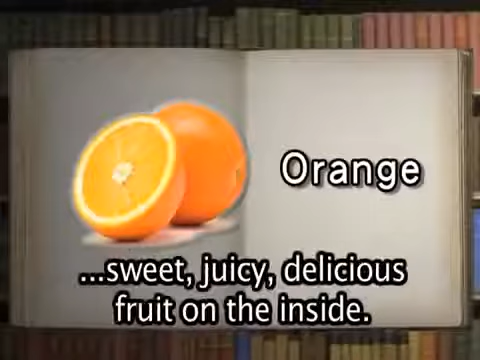 Orange
...sweet, juicy, delicious
fruit on the inside.